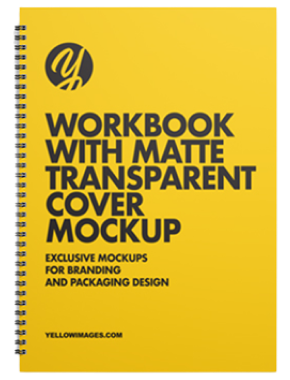 WORKBOOK
WITH MATTE
TRANSPARENT
COVER
MOCKUP
EXCLUSIVE MOCKUPS
FOR BRANDING
AND PACKAGING DESIGN
YELLOWIMAGES.COM